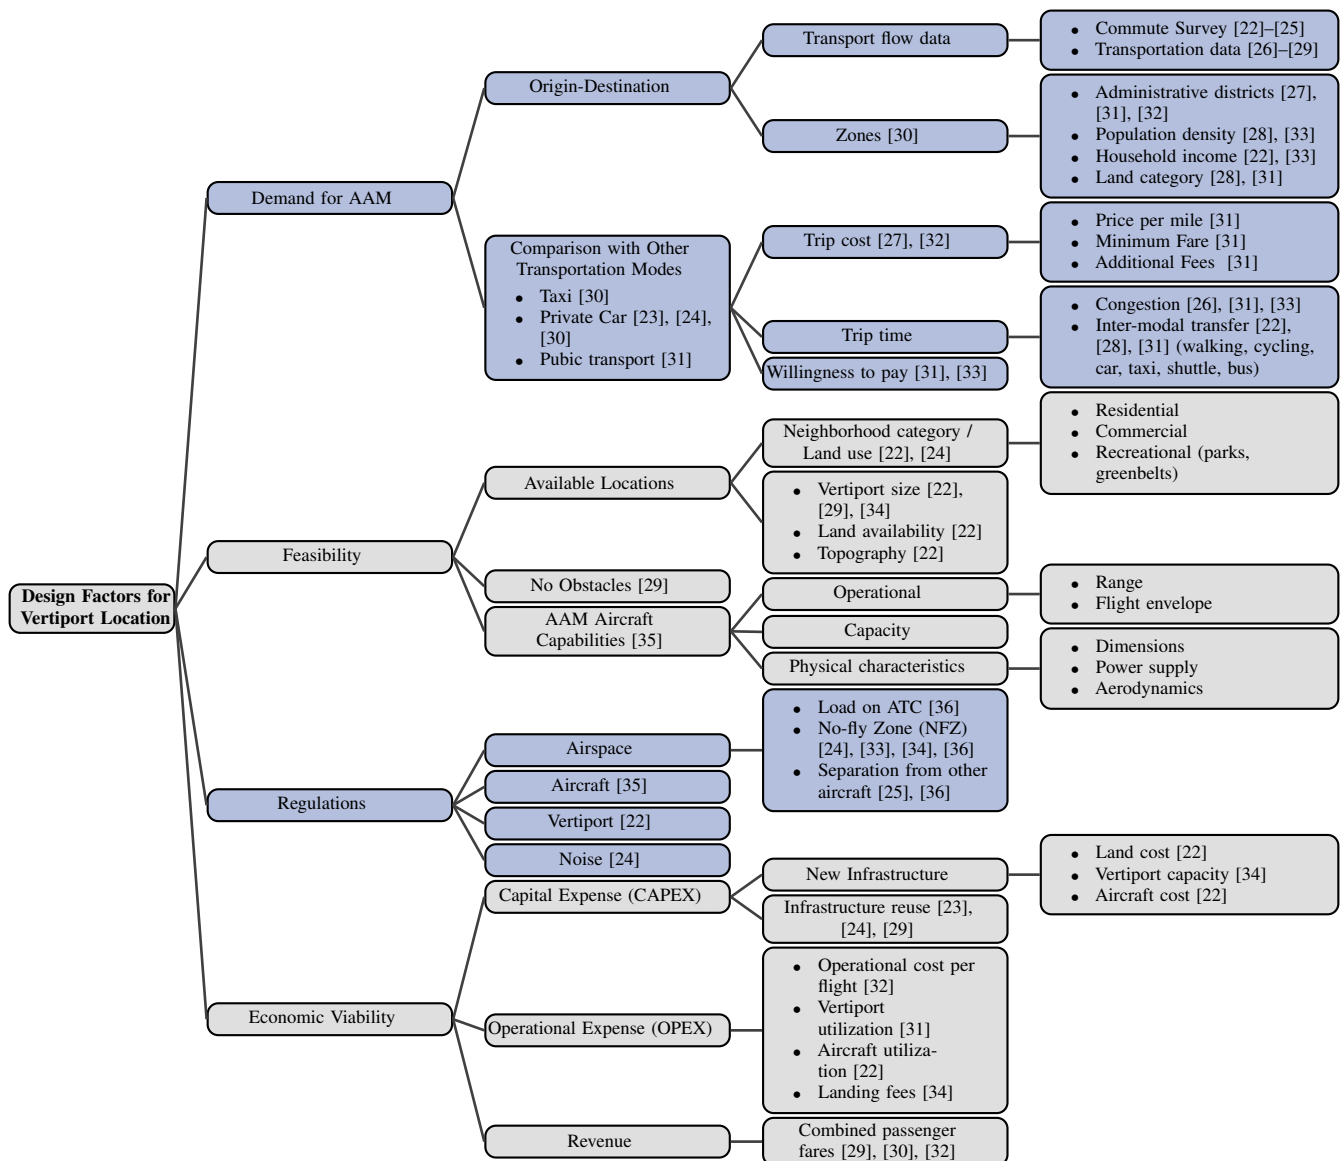 Design Factors for
Vertiport Location
Demand for AAM
Origin-Destination
Transport flow data
• Commute Survey [22]–[25]
• Transportation data [26]–[29]
Zones [30]
• Administrative districts [27],
[31], [32]
• Population density [28], [33]
• Household income [22], [33]
• Land category [28], [31]
Comparison with Other
Transportation Modes
• Taxi [30]
• Private Car [23], [24],
[30]
• Pubic transport [31]
Trip cost [27], [32]
• Price per mile [31]
• Minimum Fare [31]
• Additional Fees [31]
Trip time
• Congestion [26], [31], [33]
• Inter-modal transfer [22],
[28], [31] (walking, cycling,
car, taxi, shuttle, bus)
Willingness to pay [31], [33]
Feasibility
Available Locations
Neighborhood category /
Land use [22], [24]
• Residential
• Commercial
• Recreational (parks,
greenbelts)
• Vertiport size [22],
[29], [34]
• Land availability [22]
• Topography [22]
No Obstacles [29]
AAM Aircraft
Capabilities [35]
Operational
• Range
• Flight envelope
Capacity
Physical characteristics
• Dimensions
• Power supply
• Aerodynamics
Regulations
Airspace
• Load on ATC [36]
• No-fly Zone (NFZ)
[24], [33], [34], [36]
• Separation from other
aircraft [25], [36]
Aircraft [35]
Vertiport [22]
Noise [24]
Economic Viability
Capital Expense (CAPEX)
New Infrastructure
• Land cost [22]
• Vertiport capacity [34]
• Aircraft cost [22]
Infrastructure reuse [23],
[24], [29]
Operational Expense (OPEX)
• Operational cost per
flight [32]
• Vertiport
utilization [31]
• Aircraft utiliza-
tion [22]
• Landing fees [34]
Revenue
Combined passenger
fares [29], [30], [32]